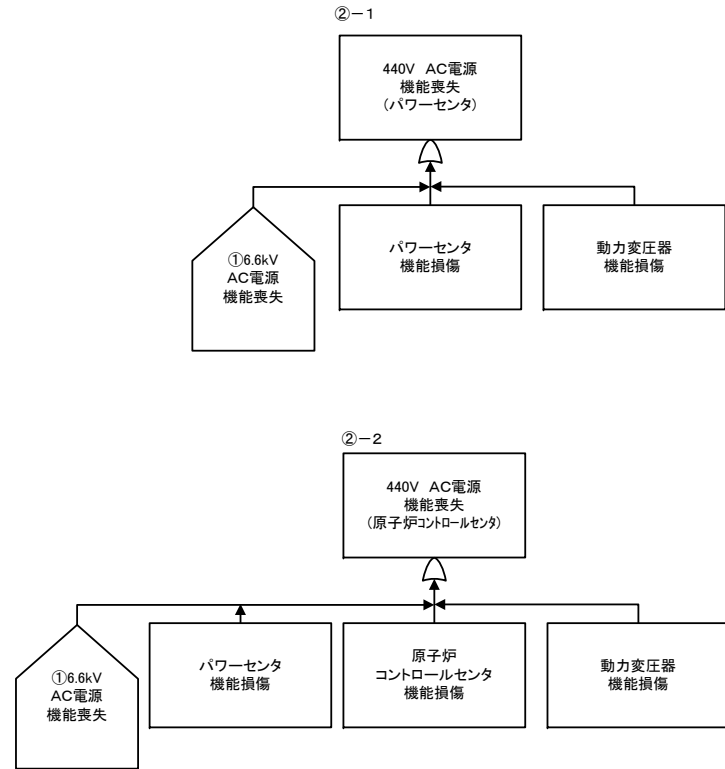 ②－1
440V　AC電源
機能喪失
(パワーセンタ)
①6.6kV
AC電源
機能喪失
パワーセンタ
機能損傷
動力変圧器
機能損傷
②－2
440V　AC電源
機能喪失
(原子炉コントロールセンタ)
①6.6kV
AC電源
機能喪失
パワーセンタ
機能損傷
原子炉
コントロールセンタ
機能損傷
動力変圧器
機能損傷